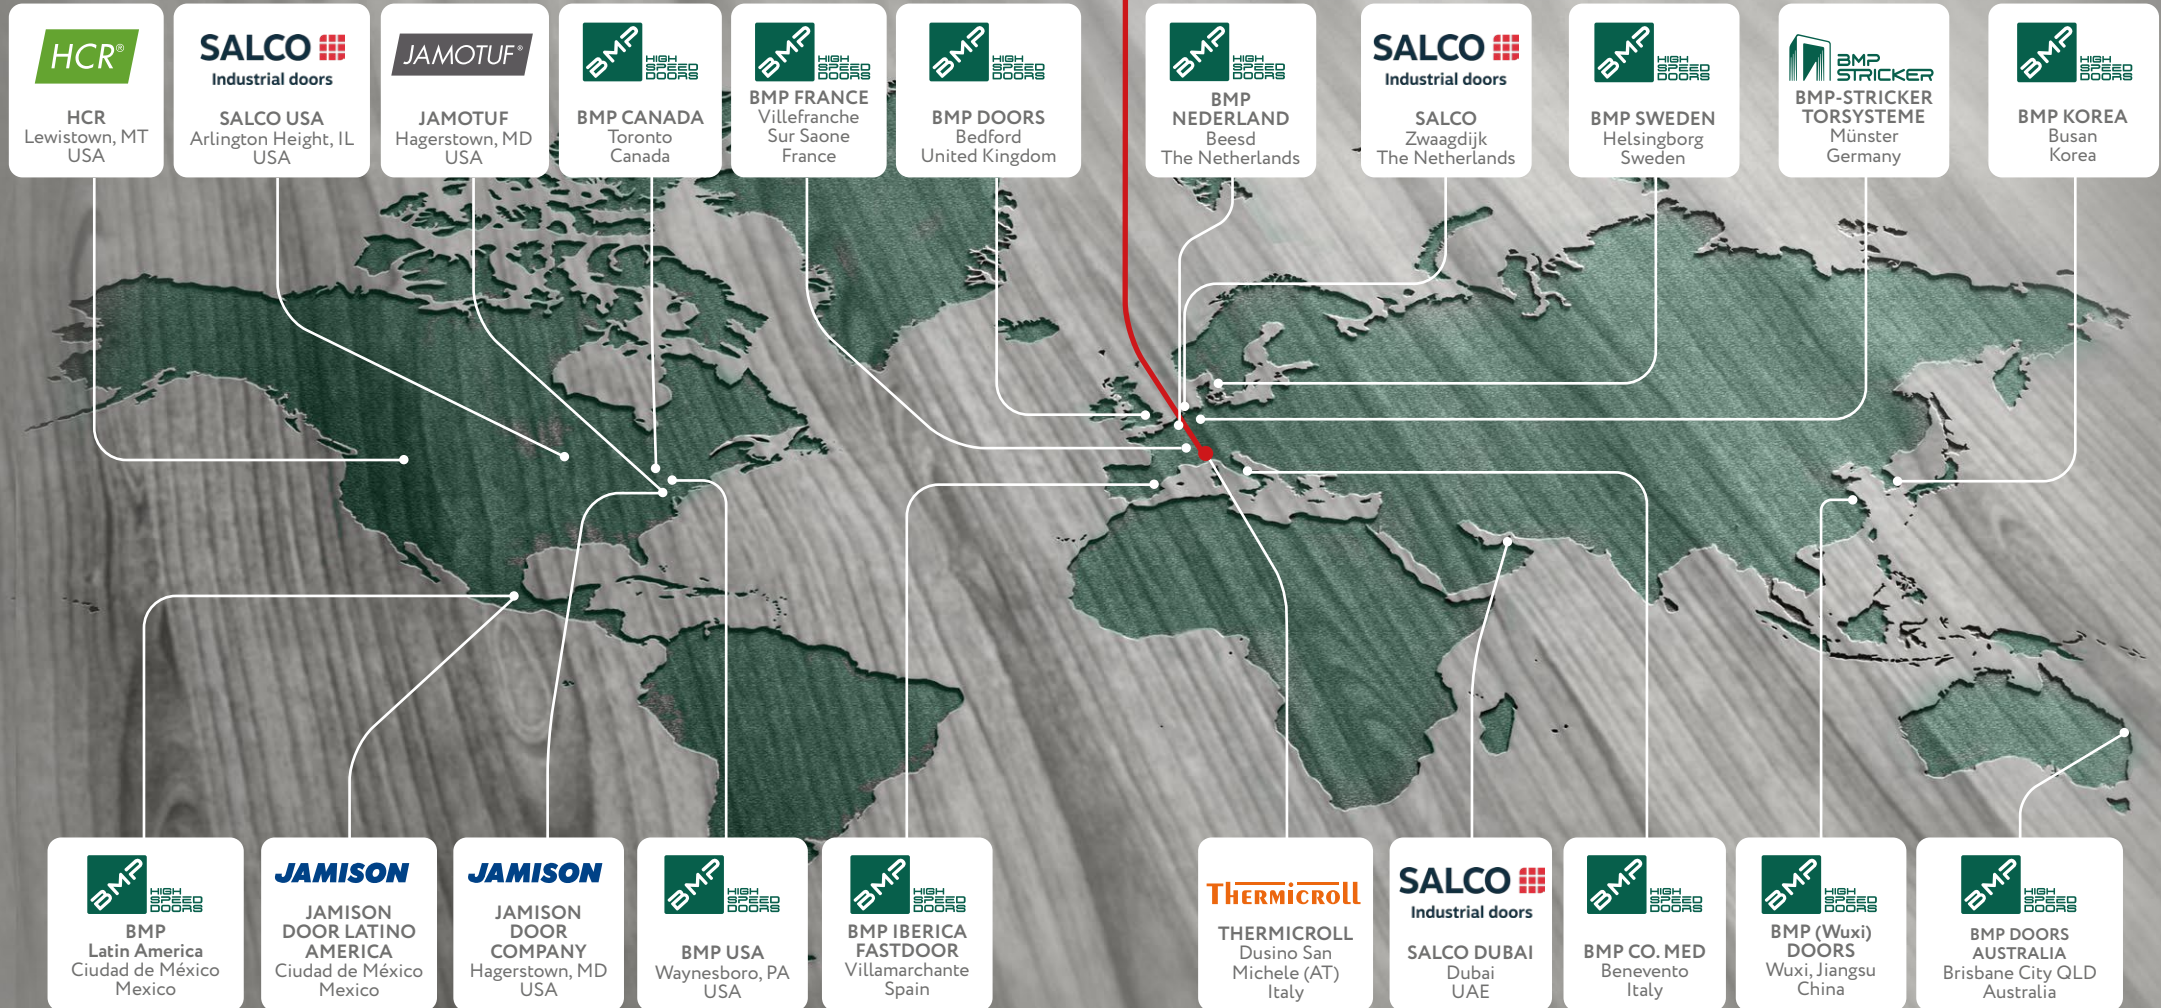 HCR®
HCR
Lewistown, MT
USA
SALCO
Industrial doors
SALCO USA
Arlington Height, IL
USA
JAMOTUF®
JAMOTUF
Hagerstown, MD
USA
BMP HIGH SPEED DOORS
BMP CANADA
Toronto
Canada
BMP HIGH SPEED DOORS
BMP FRANCE
Villefranche
Sur Saone
France
BMP HIGH SPEED DOORS
BMP DOORS
Bedford
United Kingdom
BMP HIGH SPEED DOORS
BMP
NEDERLAND
Beesd
The Netherlands
SALCO
Industrial doors
SALCO
Zwaagdijk
The Netherlands
BMP HIGH SPEED DOORS
BMP SWEDEN
Helsingborg
Sweden
BMP
STRICKER
BMP-STRICKER
TORSYSTEME
Münster
Germany
BMP HIGH SPEED DOORS
BMP KOREA
Busan
Korea
BMP HIGH SPEED DOORS
BMP
Latin America
Ciudad de México
Mexico
JAMISON
JAMISON
DOOR LATINO
AMERICA
Ciudad de México
Mexico
JAMISON
JAMISON
DOOR
COMPANY
Hagerstown, MD
USA
BMP HIGH SPEED DOORS
BMP USA
Waynesboro, PA
USA
BMP HIGH SPEED DOORS
BMP IBERICA
FASTDOOR
Villamarchante
Spain
THERMICROLL
THERMICROLL
Dusino San
Michele (AT)
Italy
SALCO
Industrial doors
SALCO DUBAI
Dubai
UAE
BMP HIGH SPEED DOORS
BMP CO. MED
Benevento
Italy
BMP HIGH SPEED DOORS
BMP (Wuxi)
DOORS
Wuxi, Jiangsu
China
BMP HIGH SPEED DOORS
BMP DOORS
AUSTRALIA
Brisbane City QLD
Australia